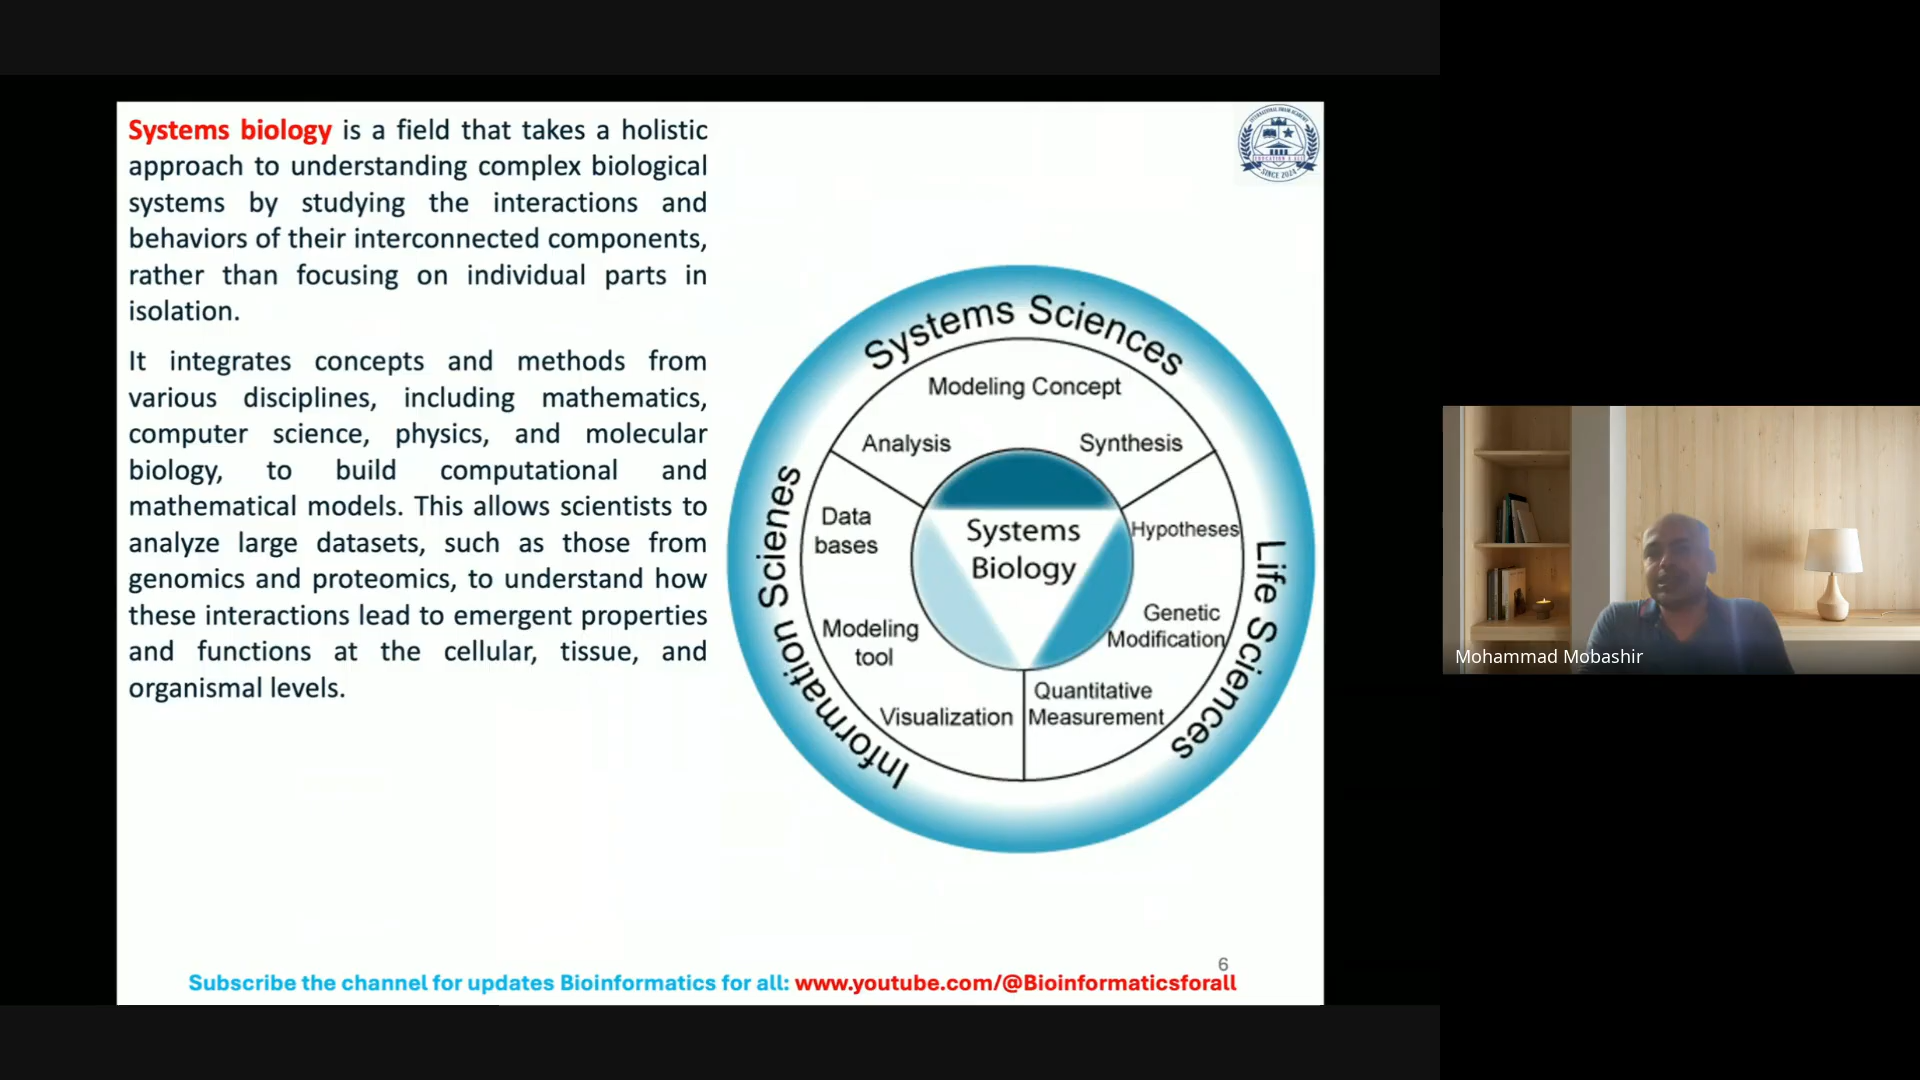 Systems biology is a field that takes a holistic
approach to understanding complex biological
systems by studying the interactions and
behaviors of their interconnected components,
rather than focusing on individual parts in
isolation.
It integrates concepts and methods from
various disciplines, including mathematics,
computer science, physics, and molecular
biology, to build computational and
mathematical models. This allows scientists to
analyze large datasets, such as those from
genomics and proteomics, to understand how
these interactions lead to emergent properties
and functions at the cellular, tissue, and
organismal levels.
SINCE 2024
Systems Sciences
Modeling Concept
Analysis
Synthesis
Information Scienes
Data
bases
Modeling
tool
Visualization
Systems
Biology
Life Sciences
Hypotheses
Genetic
Modification
Quantitative
Measurement
6
Subscribe the channel for updates Bioinformatics for all: www.youtube.com/@Bioinformaticsforall
Mohammad Mobashir